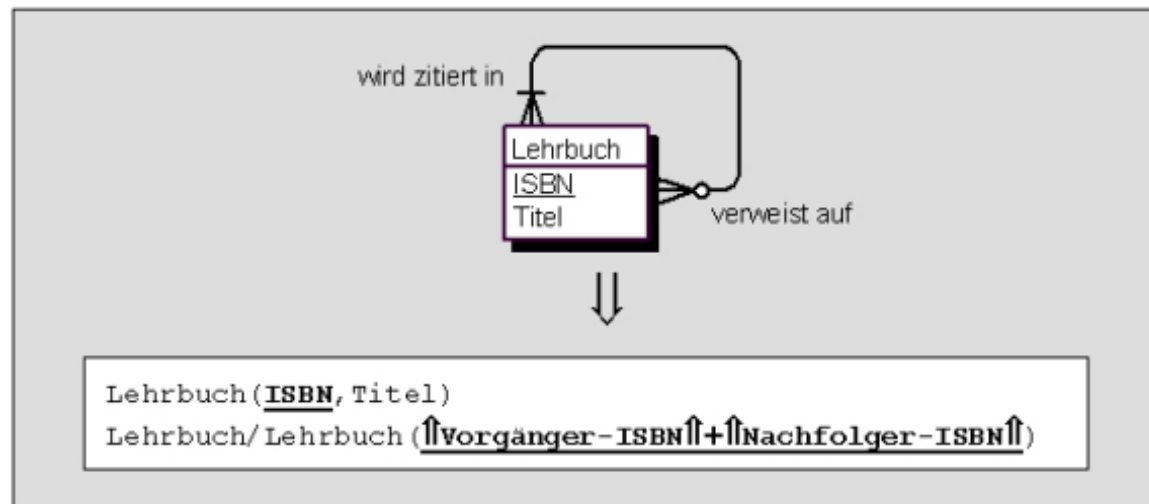 wird zitiert in
Lehrbuch
ISBN
Titel
verweist auf
⇓
Lehrbuch(ISBN,Titel)
Lehrbuch/Lehrbuch(⇑Vorgänger-ISBN⇑+⇑Nachfolger-ISBN⇑)